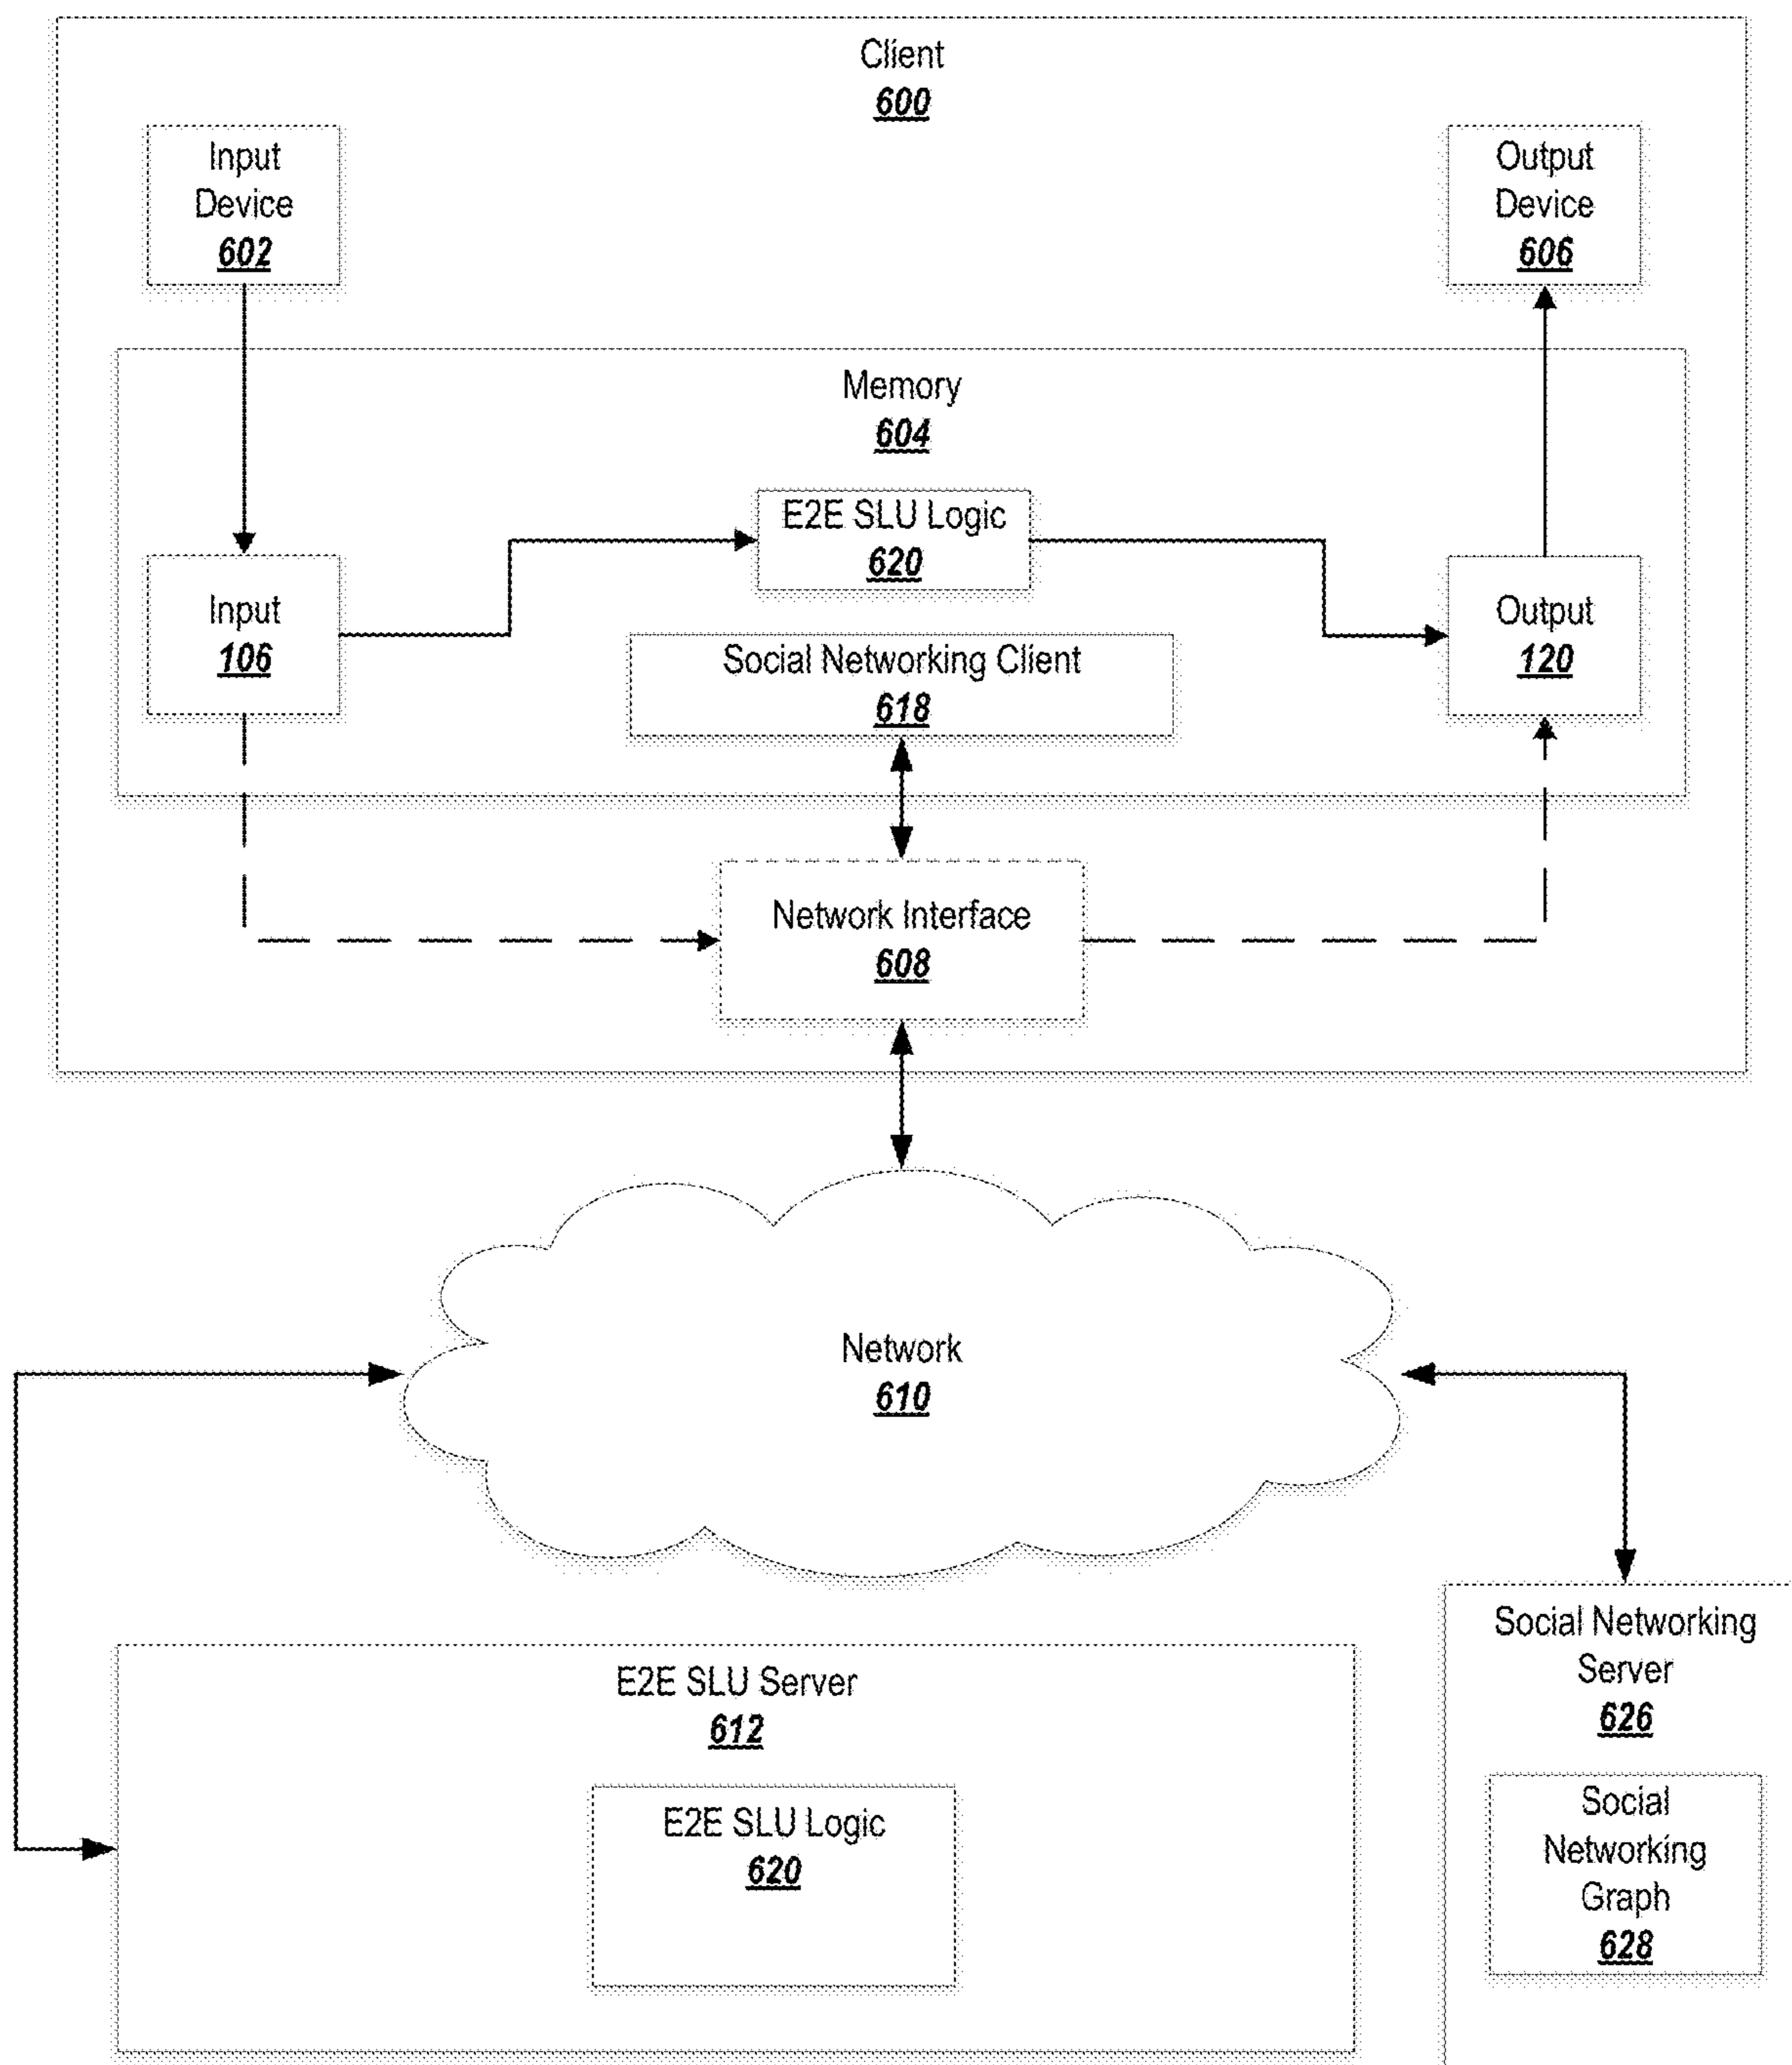 Client
600
Input
Device
602
Output
Device
606
Memory
604
E2E SLU Logic
620
Input
106
Social Networking Client
618
Output
120
Network Interface
608
Network
610
E2E SLU Server
612
E2E SLU Logic
620
Social Networking
Server
626
Social
Networking
Graph
628